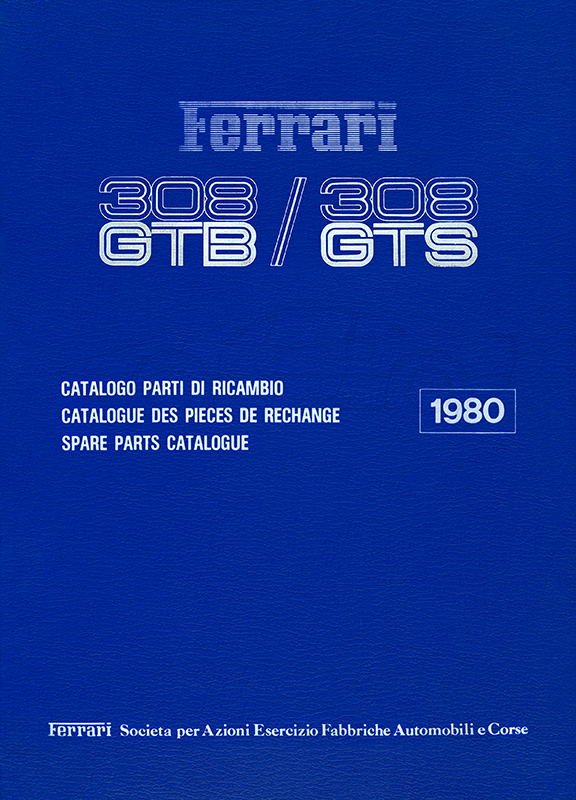 Ferrari
308 / 308
GTB / GTS
CATALOGO PARTI DI RICAMBIO
CATALOGUE DES PIECES DE RECHANGE
SPARE PARTS CATALOGUE
1980
Ferrari Societa per Azioni Esercizio Fabbriche Automobili e Corse